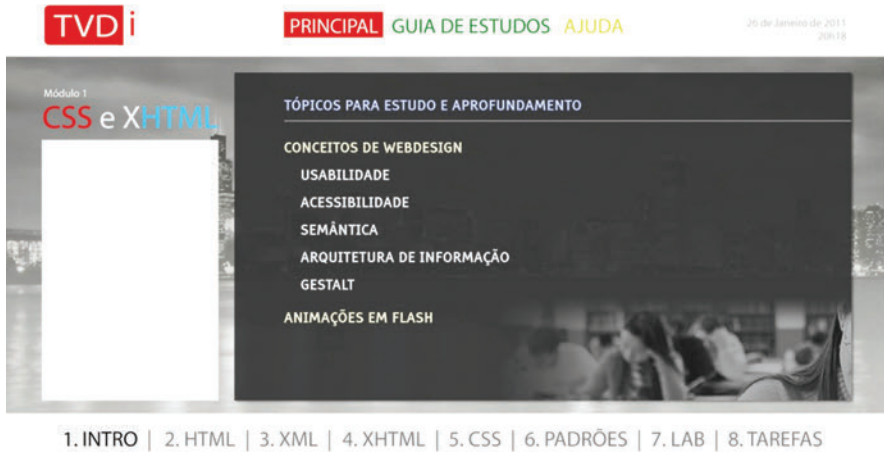 TVD i
PRINCIPAL GUIA DE ESTUDOS AJUDA
26 de Janeiro de 2011
20h18
Módulo 1
CSS e XHTML
TÓPICOS PARA ESTUDO E APROFUNDAMENTO
CONCEITOS DE WEBDESIGN
USABILIDADE
ACESSIBILIDADE
SEMÂNTICA
ARQUITETURA DE INFORMAÇÃO
GESTALT
ANIMAÇÕES EM FLASH
1. INTRO | 2. HTML | 3. XML | 4. XHTML | 5. CSS | 6. PADRÕES | 7. LAB | 8. TAREFAS